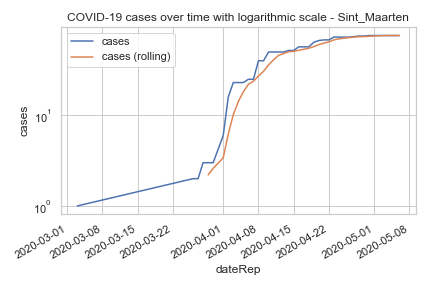 COVID-19 cases over time with logarithmic scale - Sint_Maarten
cases
cases (rolling)
cases
10¹
10⁰
2020-03-01
2020-03-08
2020-03-15
2020-03-22
2020-04-01
2020-04-08
2020-04-15
2020-04-22
2020-05-01
2020-05-08
dateRep